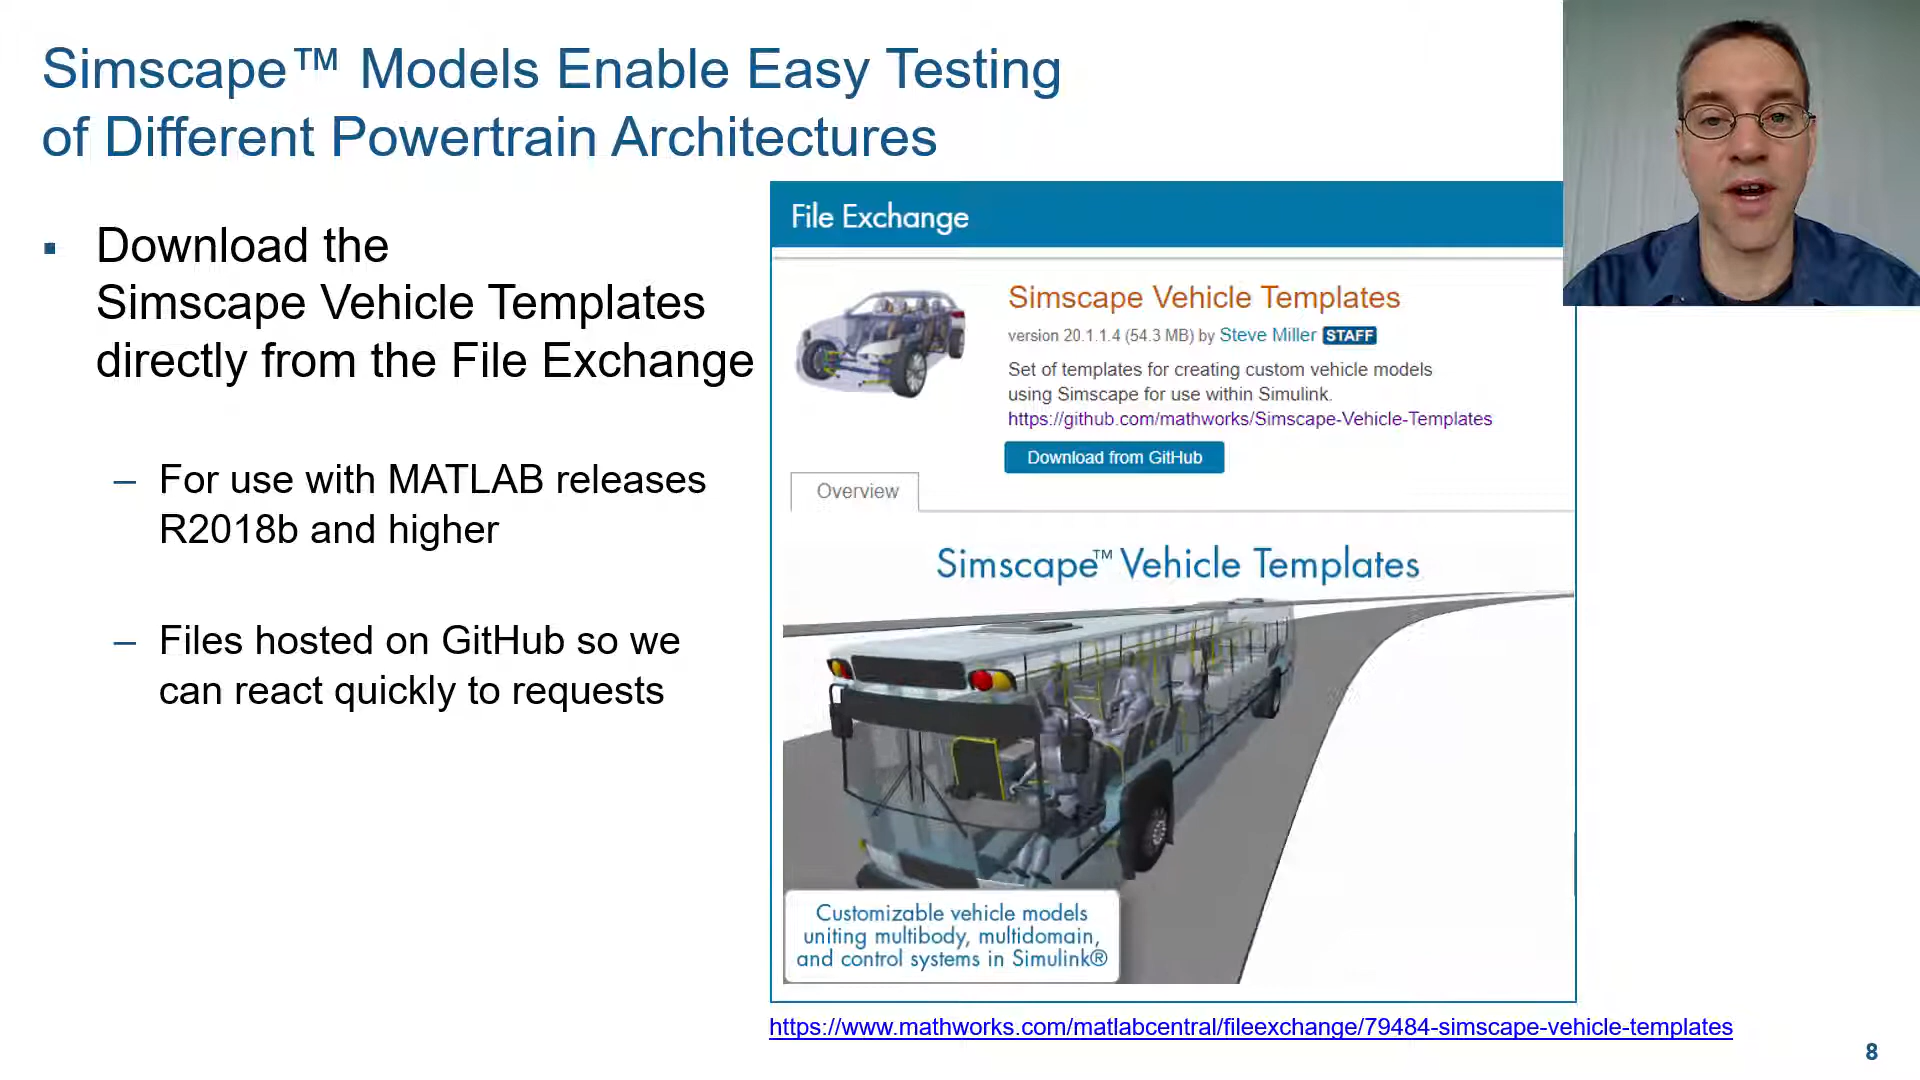 Simscape™ Models Enable Easy Testing
of Different Powertrain Architectures
▪ Download the
Simscape Vehicle Templates
directly from the File Exchange
– For use with MATLAB releases
R2018b and higher
– Files hosted on GitHub so we
can react quickly to requests
File Exchange
Simscape Vehicle Templates
version 20.1.1.4 (54.3 MB) by Steve Miller STAFF
Set of templates for creating custom vehicle models
using Simscape for use within Simulink.
https://github.com/mathworks/Simscape-Vehicle-Templates
Download from GitHub
Overview
Simscape™ Vehicle Templates
Customizable vehicle models
uniting multibody, multidomain,
and control systems in Simulink®
https://www.mathworks.com/matlabcentral/fileexchange/79484-simscape-vehicle-templates
8